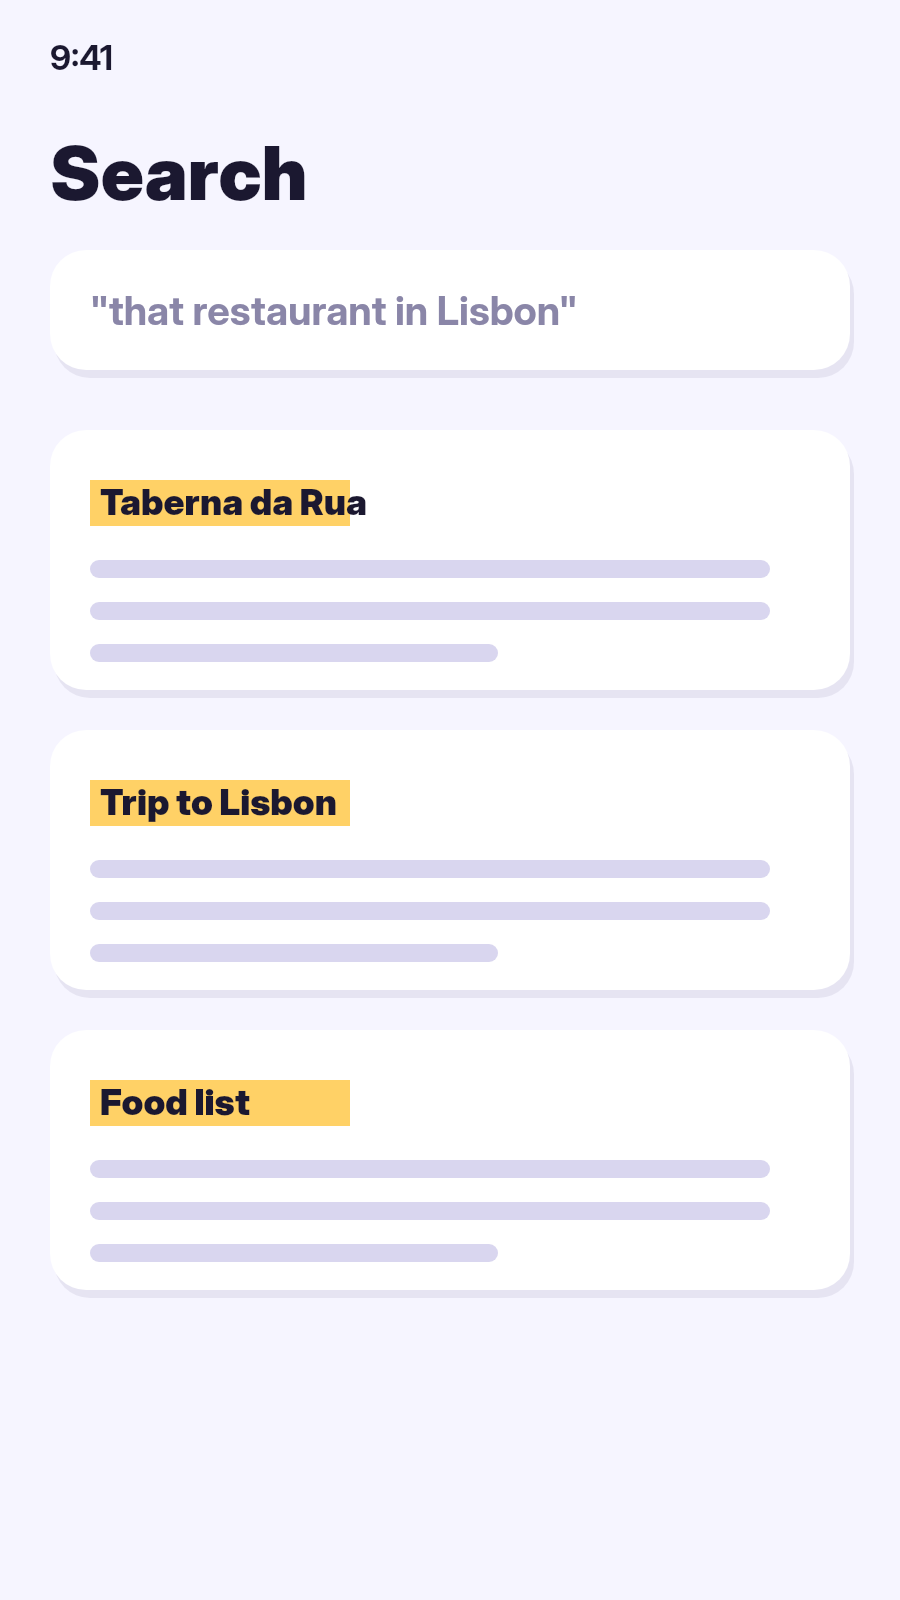 9:41
Search
"that restaurant in Lisbon"
Taberna da Rua
Trip to Lisbon
Food list